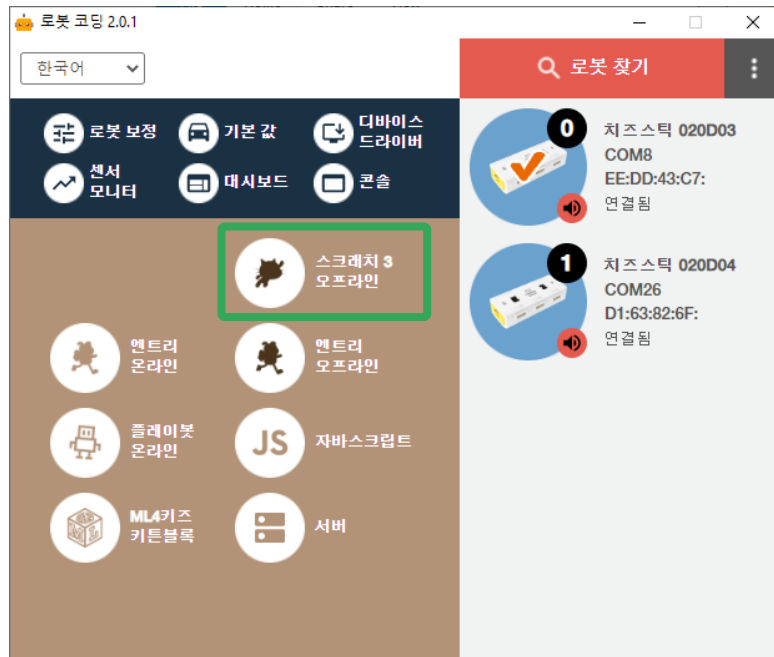 로봇 코딩 2.0.1
한국어
로봇 찾기
로봇 보정
기본 값
디바이스
드라이버
센서
모니터
대시보드
콘솔
스크래치 3
오프라인
엔트리
온라인
엔트리
오프라인
플레이봇
온라인
JS
자바스크립트
ML4키즈
키튼블록
서버
0
치즈스틱 020D03
COM8
EE:DD:43:C7:
연결됨
1
치즈스틱 020D04
COM26
D1:63:82:6F:
연결됨